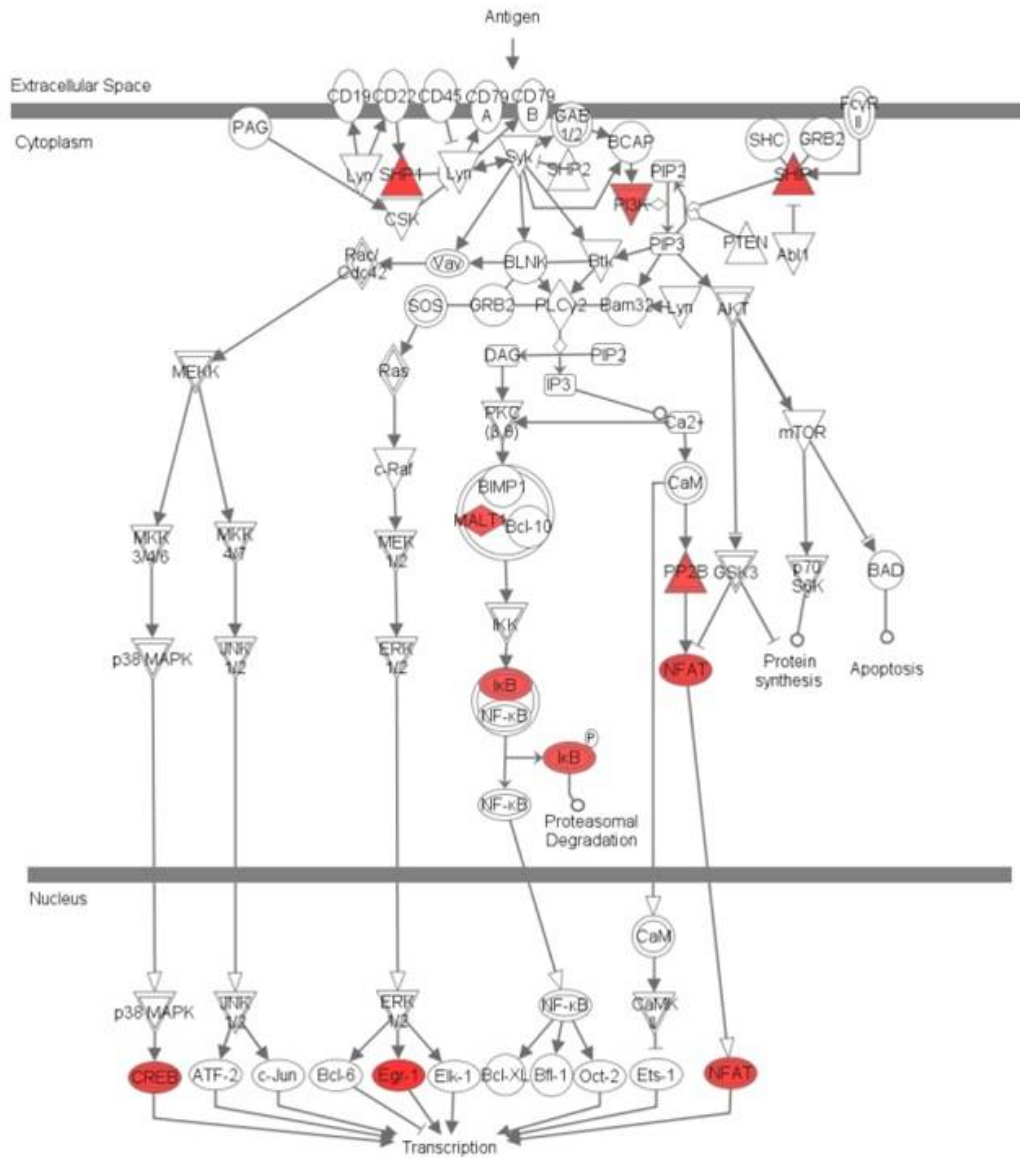 Antigen
Extracellular Space
CD19
CD22
CD45
CD79
A
CD79
B
GAB
1/2
FcγR
II
PAG
Cytoplasm
BCAP
SHC
GRB2
Lyn
SHP1
Lyn
Syk
SHP2
PIP2
SHIP
CSK
PI3K
Rac/
Cdc42
Vav
BLNK
Btk
PIP3
PTEN
Abl1
SOS
GRB2
PLCγ2
Bam32
Lyn
AKT
MEKK
Ras
DAG
PIP2
IP3
PKC
(β,θ)
Ca2+
mTOR
c-Raf
BIMP1
CaM
MALT1
Bcl-10
MKK
3/4/6
MKK
4/7
MEK
1/2
PP2B
GSK3
p70
S6K
BAD
IKK
p38 MAPK
JNK
1/2
ERK
1/2
NFAT
Protein
synthesis
Apoptosis
IκB
NF-κB
P
IκB
NF-κB
Proteasomal
Degradation
Nucleus
CaM
p38 MAPK
JNK
1/2
ERK
1/2
NF-κB
CaMK
CREB
ATF-2
c-Jun
Bcl-6
Egr-1
Elk-1
Bcl-XL
Bfl-1
Oct-2
Ets-1
NFAT
Transcription